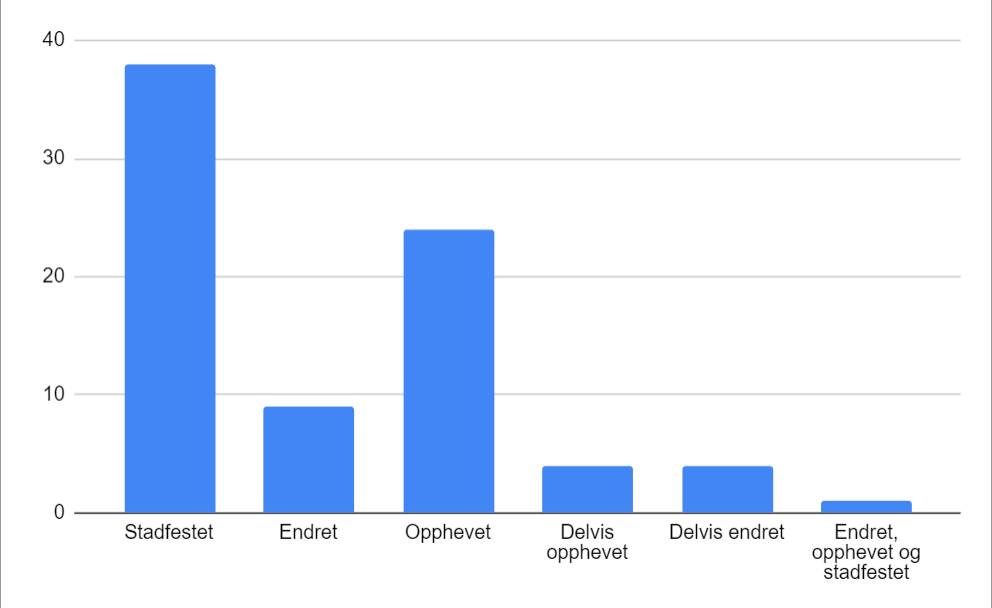 40
30
20
10
0
Stadfestet
Endret
Opphevet
Delvis
opphevet
Delvis endret
Endret,
opphevet og
stadfestet